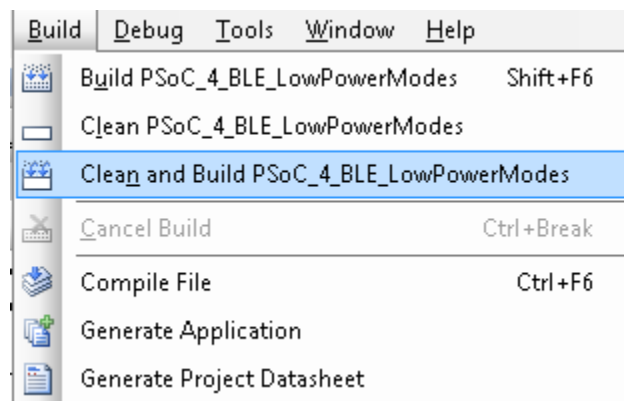 Build Debug Tools Window Help
Build PSoC_4_BLE_LowPowerModes Shift+F6
Clean PSoC_4_BLE_LowPowerModes
Clean and Build PSoC_4_BLE_LowPowerModes
Cancel Build Ctrl+Break
Compile File Ctrl+F6
Generate Application
Generate Project Datasheet